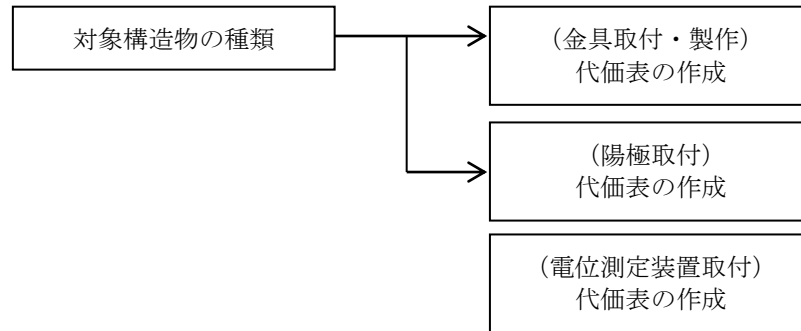 対象構造物の種類
（金具取付・製作）
代価表の作成
（陽極取付）
代価表の作成
（電位測定装置取付）
代価表の作成